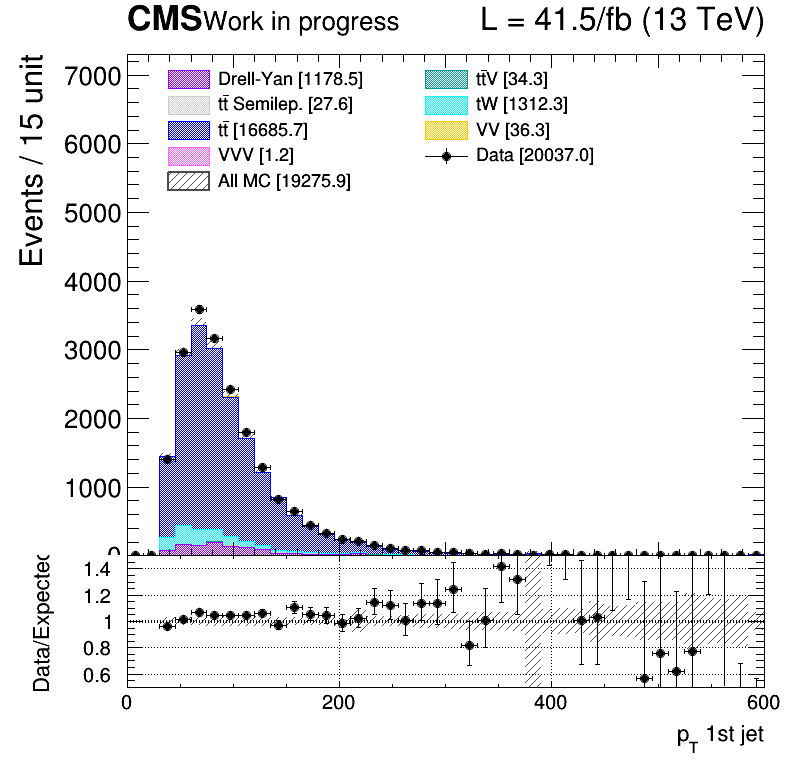 CMS Work in progress L = 41.5/fb (13 TeV)
Events / 15 unit
7000
6000
5000
4000
3000
2000
1000
0
Drell-Yan [1178.5]
tt̄ Semilep. [27.6]
tt̄ [16685.7]
VVV [1.2]
All MC [19275.9]
tt̄V [34.3]
tW [1312.3]
VV [36.3]
Data [20037.0]
Data/Expected
1.4
1.2
1
0.8
0.6
0 200 400 600
p_T 1st jet